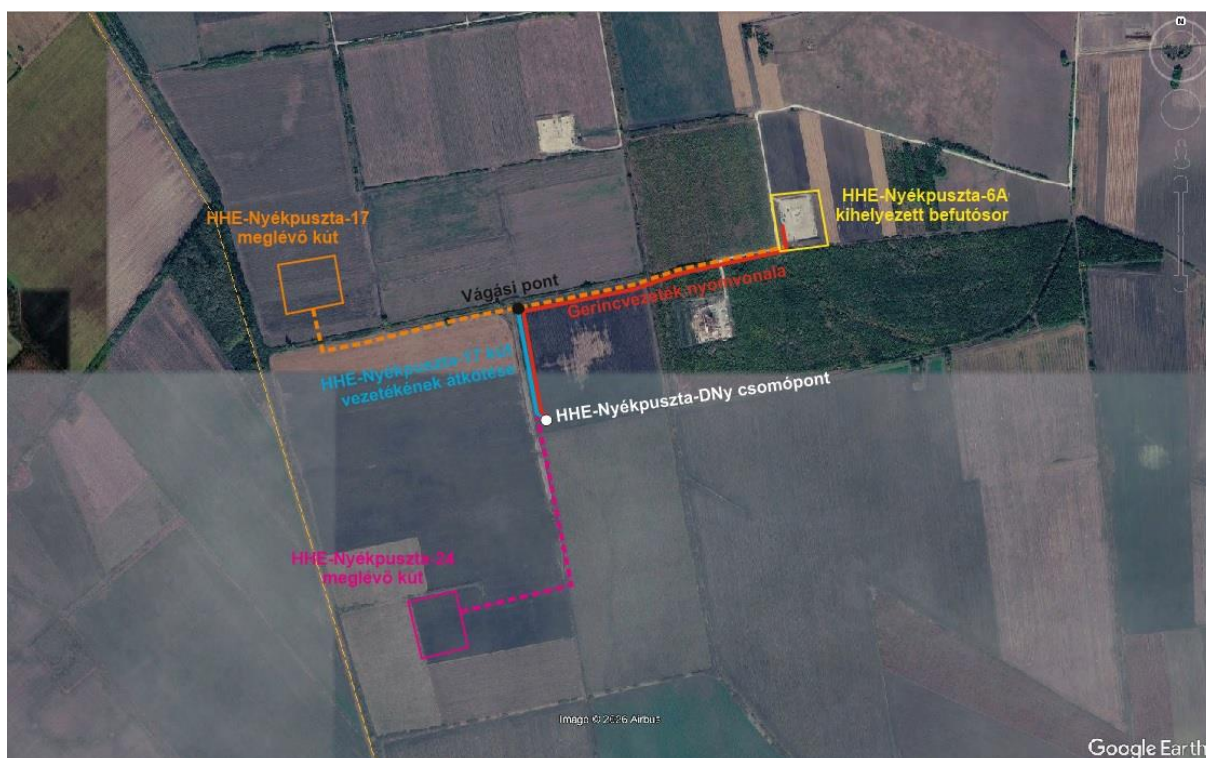 N
HHE-Nyékpuszta-6A
kihelyezett befutósor
HHE-Nyékpuszta-17
meglévő kút
Vágási pont
Gerincvezeték nyomvonala
HHE-Nyékpuszta-17 kút
vezetékének átkötése
HHE-Nyékpuszta-DNy csomópont
HHE-Nyékpuszta-24
meglévő kút
Image © 2026 Airbus
Google Earth